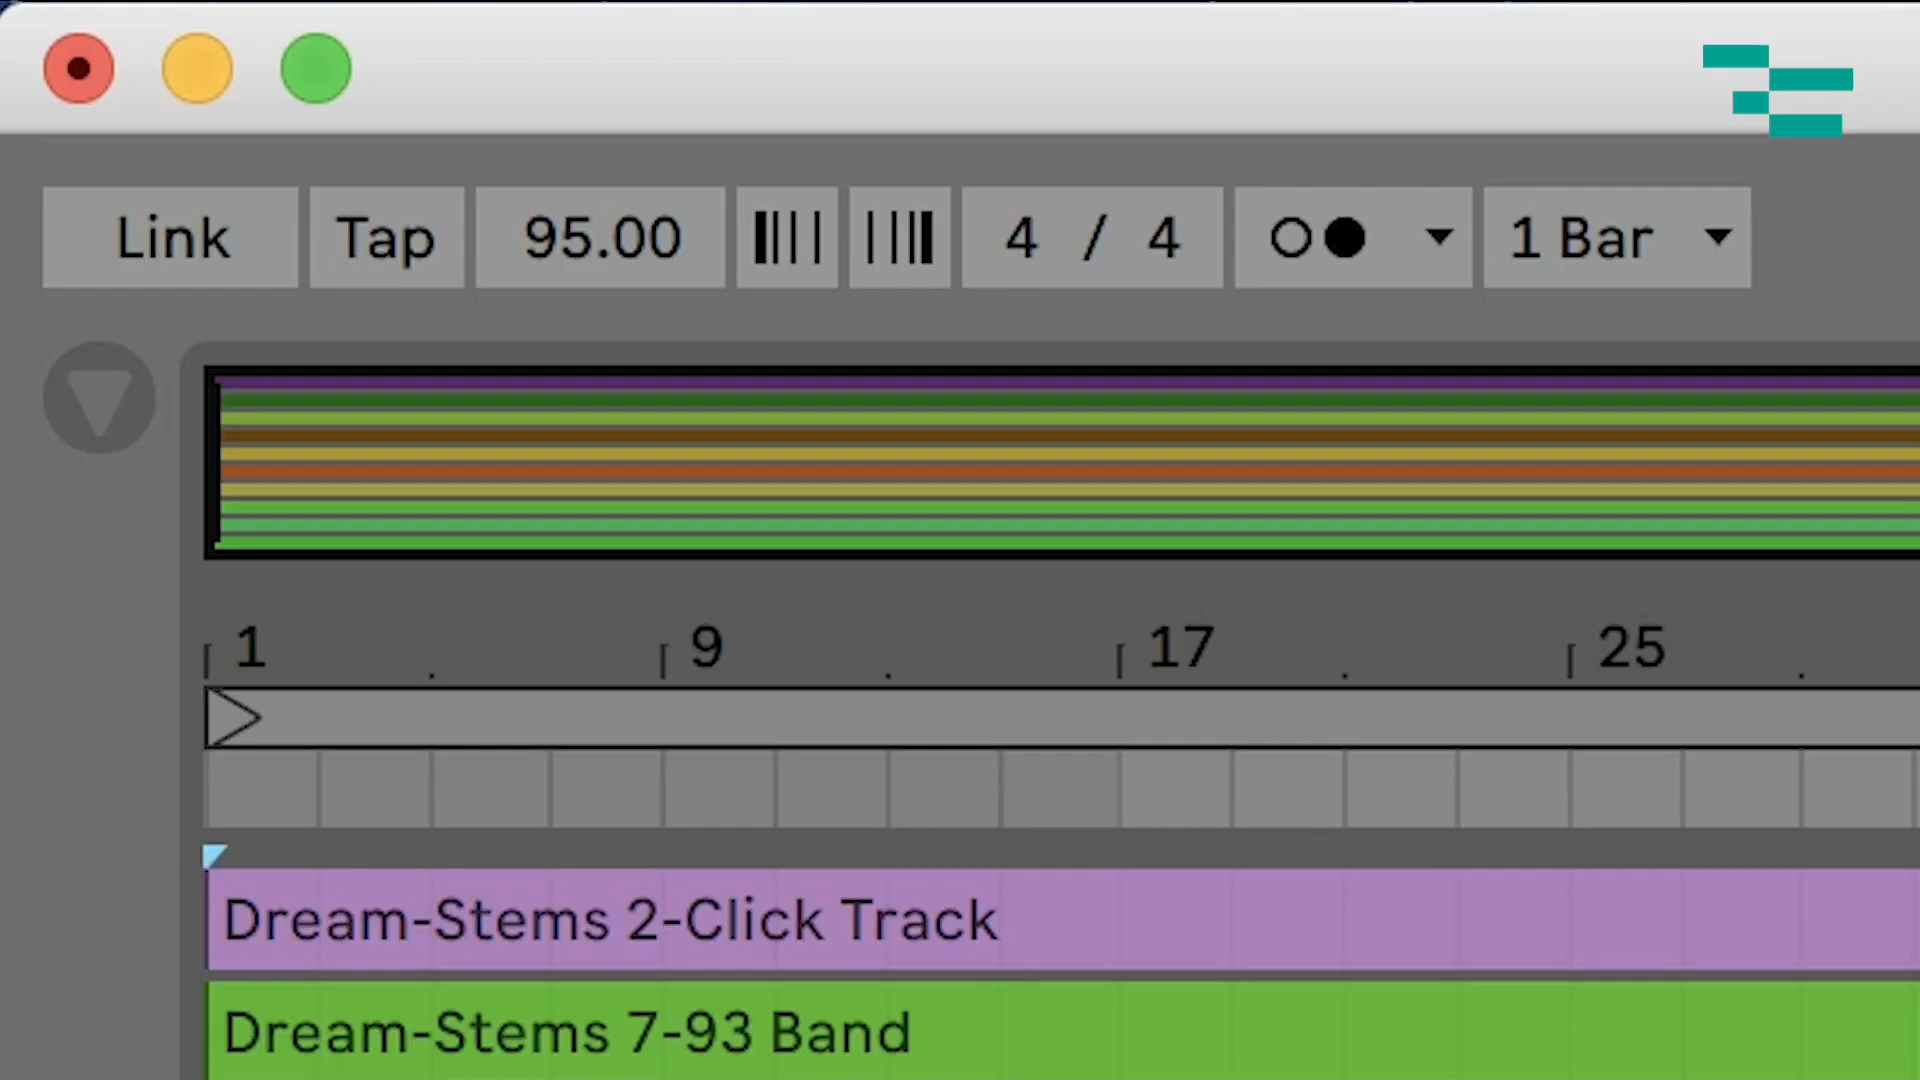 Link Tap 95.00 4 / 4 1 Bar
1 9 17 25
Dream-Stems 2-Click Track
Dream-Stems 7-93 Band